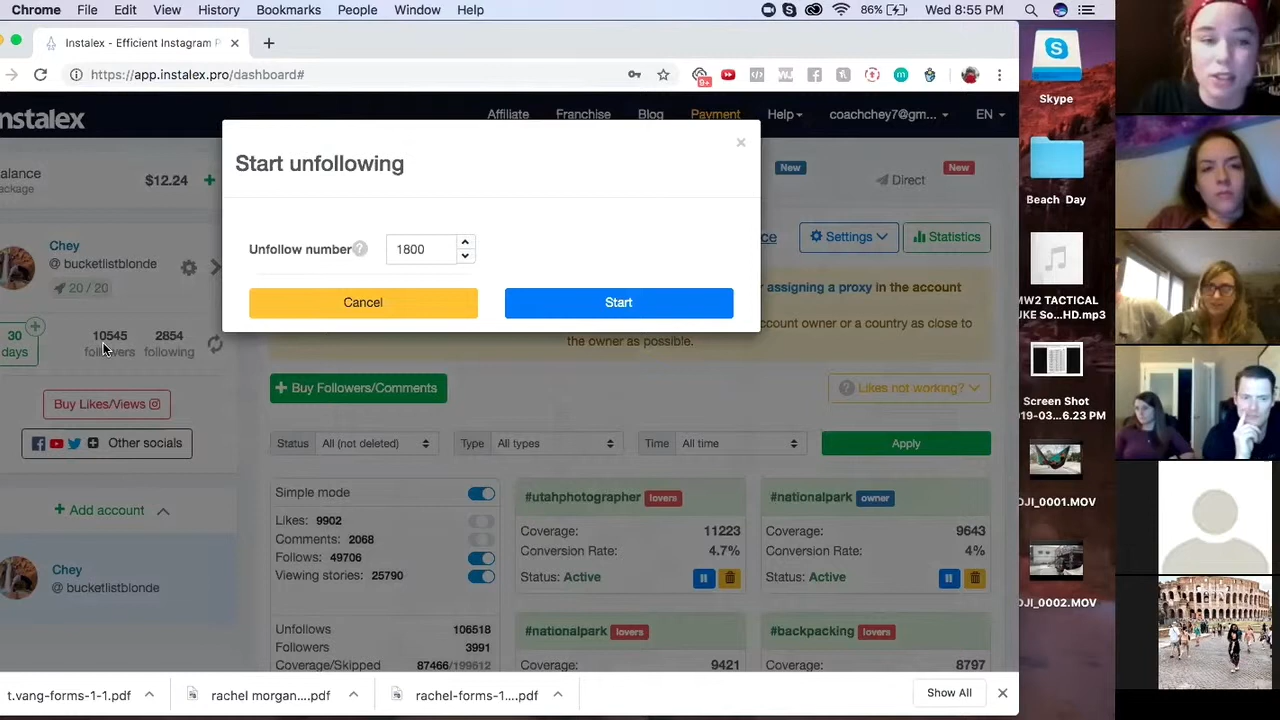 Chrome File Edit View History Bookmarks People Window Help 86% Wed 8:55 PM
Instalex - Efficient Instagram P
https://app.instalex.pro/dashboard#
9+
nstalex Affiliate Franchise Blog Payment Help coachchey7@gm... EN
Start unfollowing
×
Unfollow number ? 1800
Cancel Start
alance
ackage
$12.24 +
New New
Direct
Chey
@ bucketlistblonde
20 / 20
Settings Statistics
assigning a proxy in the account
count owner or a country as close to
the owner as possible.
30
days
10545
followers
2854
following
Buy Likes/Views
Other socials
+ Buy Followers/Comments
? Likes not working?
Status All (not deleted) Type All types Time All time Apply
+ Add account
Chey
@ bucketlistblonde
Simple mode
Likes: 9902
Comments: 2068
Follows: 49706
Viewing stories: 25790
Unfollows 106518
Followers 3991
Coverage/Skipped 87466/199612
#utahphotographer lovers
Coverage: 11223
Conversion Rate: 4.7%
Status: Active
#nationalpark owner
Coverage: 9643
Conversion Rate: 4%
Status: Active
#nationalpark lovers
Coverage: 9421
#backpacking lovers
Coverage: 8797
t.vang-forms-1-1.pdf rachel morgan....pdf rachel-forms-1....pdf Show All
Skype
Beach Day
MW2 TACTICAL
UKE So...HD.mp3
Screen Shot
019-03...6.23 PM
DJI_0001.MOV
DJI_0002.MOV